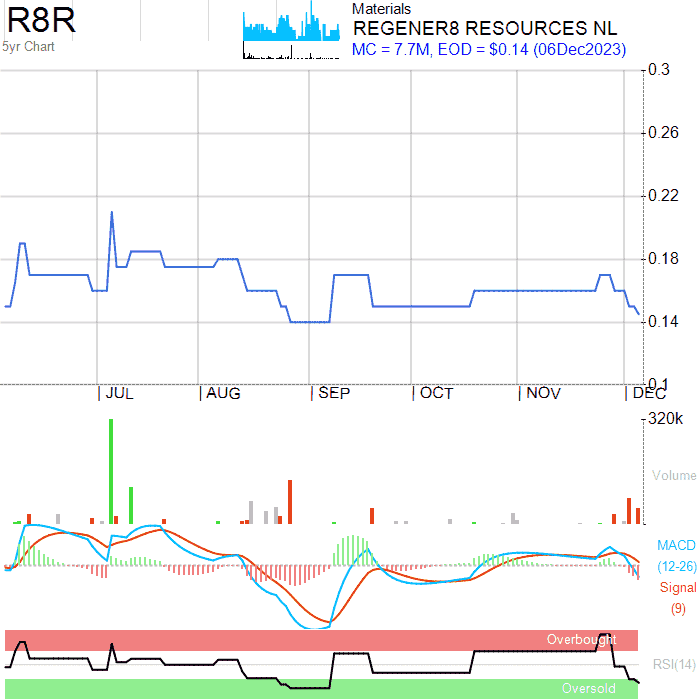 R8R
5yr Chart
Materials
REGENER8 RESOURCES NL
MC = 7.7M, EOD = $0.14 (06Dec2023)
0.3
0.26
0.22
0.18
0.14
0.1
JUL AUG SEP OCT NOV DEC
320k
Volume
MACD
(12-26)
Signal
(9)
Overbought
RSI(14)
Oversold